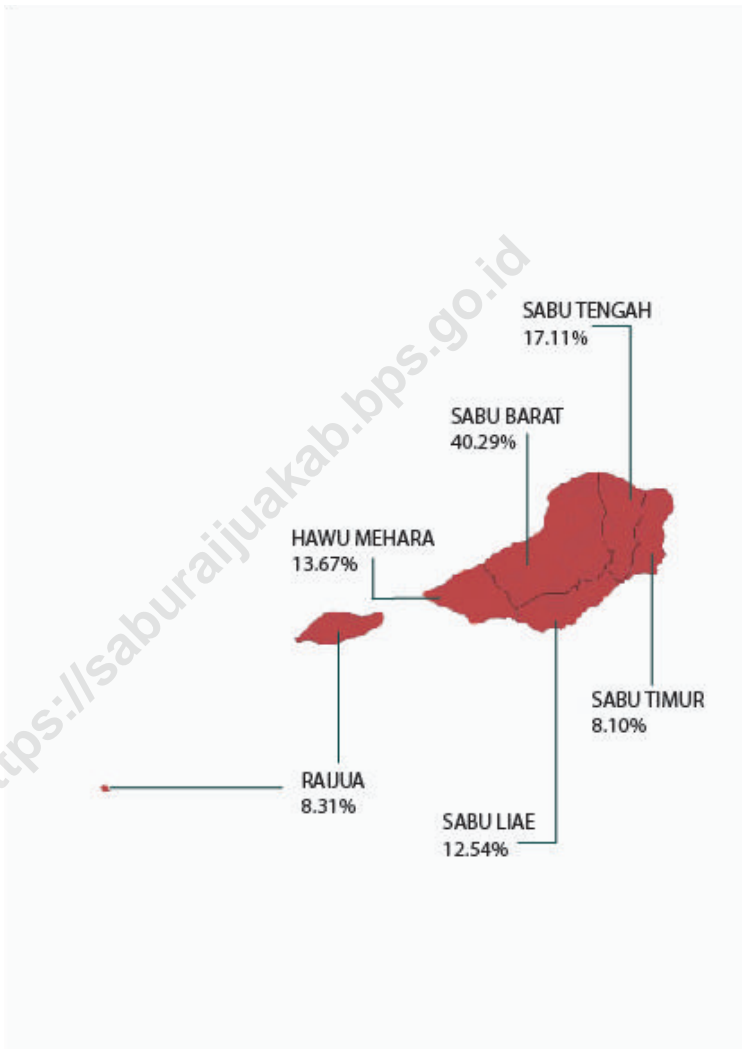 SABU TENGAH
17.11%
SABU BARAT
40.29%
HAWU MEHARA
13.67%
SABU TIMUR
8.10%
RAIJUA
8.31%
SABU LIAE
12.54%
ttps://saburaijuakab.bps.go.id